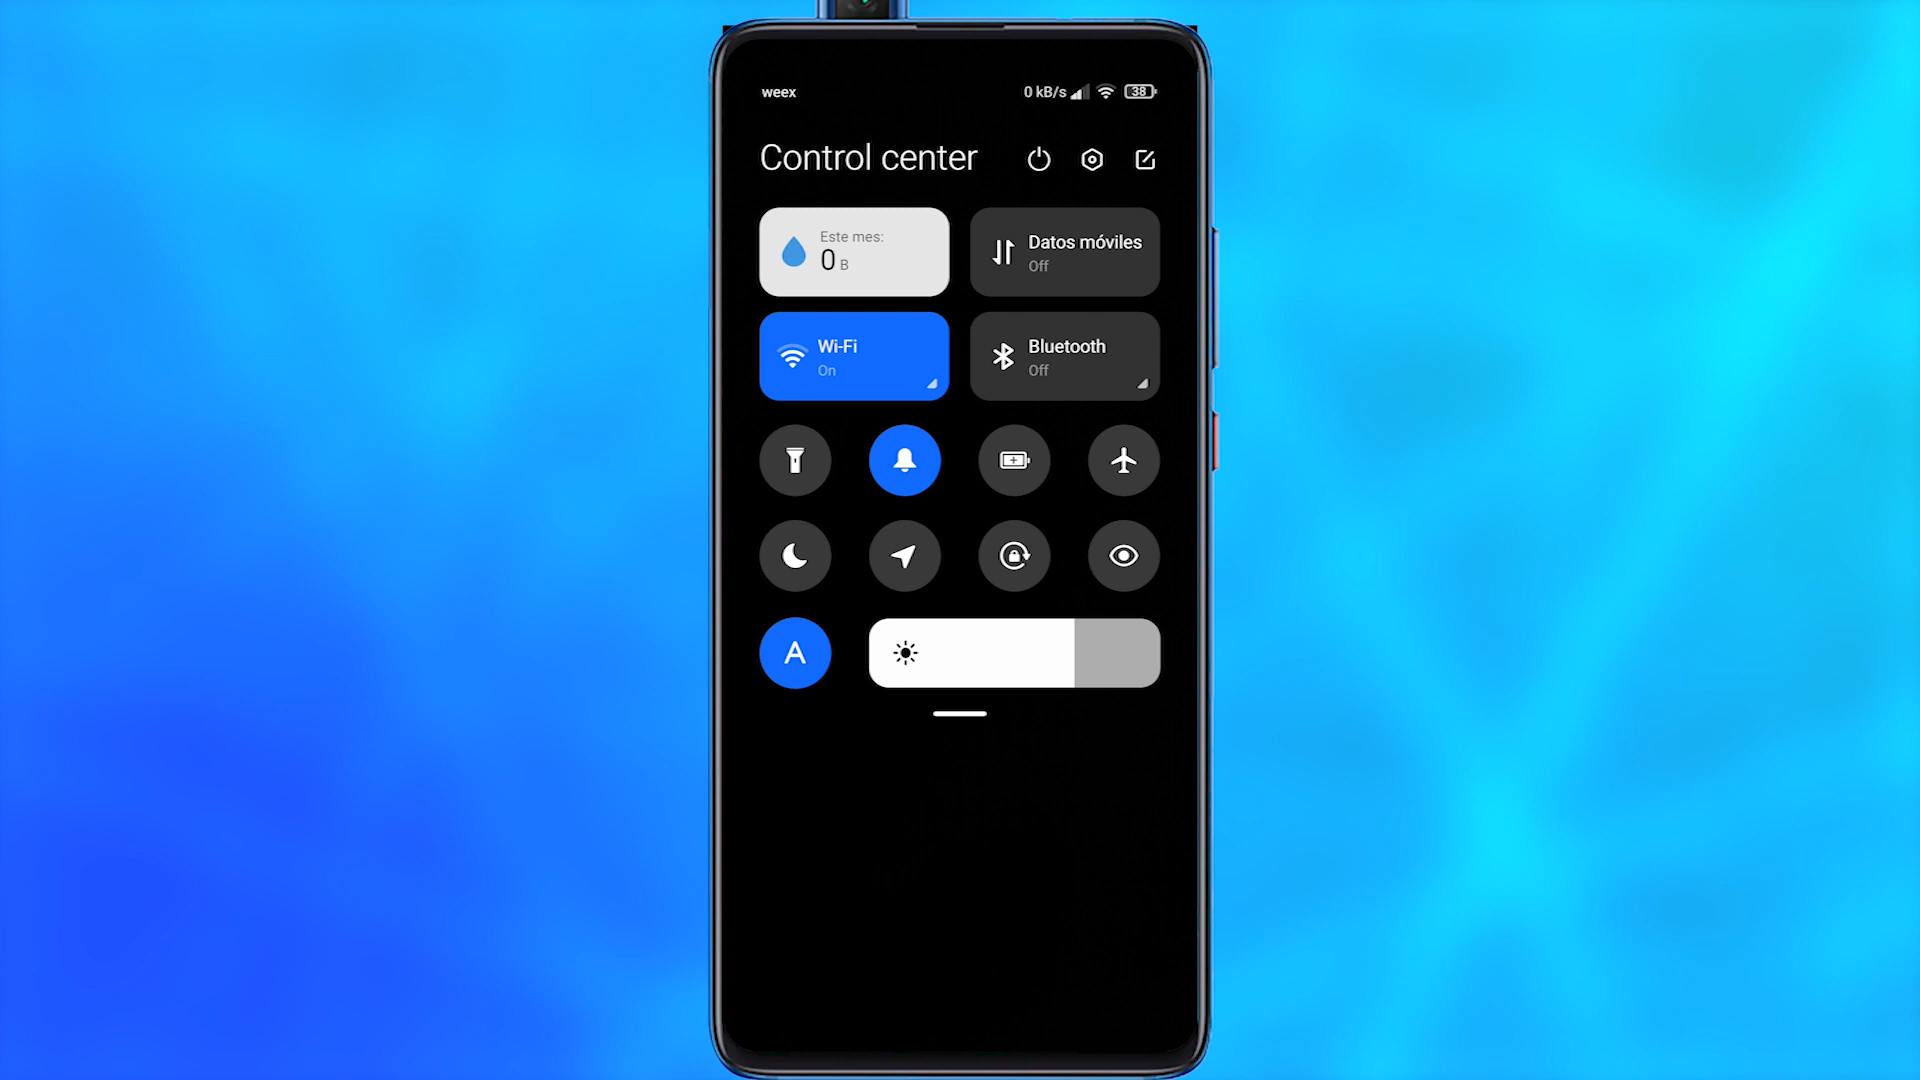 weex
0 kB/s
38
Control center
Este mes:
0 B
Datos móviles
Off
Wi-Fi
On
Bluetooth
Off
A